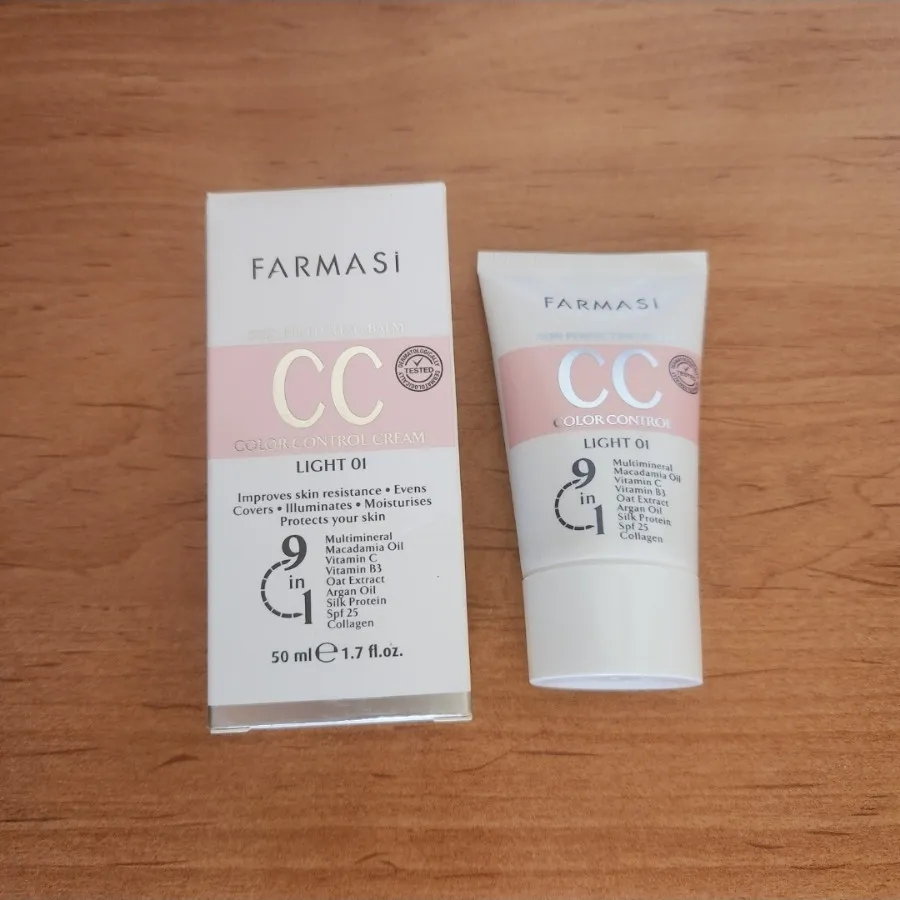 FARMASi
CC
DERMATOLOGICALLY
TESTED
DERMATOLOGICALLY
COLOR CONTROL CREAM
LIGHT 01
Improves skin resistance • Evens
Covers • Illuminates • Moisturises
Protects your skin
9 in 1
Multimineral
Macadamia Oil
Vitamin C
Vitamin B3
Oat Extract
Argan Oil
Silk Protein
Spf 25
Collagen
50 ml ℮ 1.7 fl.oz.
FARMASi
CC
TESTED
COLOR CONTROL
LIGHT 01
9 in 1
Multimineral
Macadamia Oil
Vitamin C
Vitamin B3
Oat Extract
Argan Oil
Silk Protein
Spf 25
Collagen